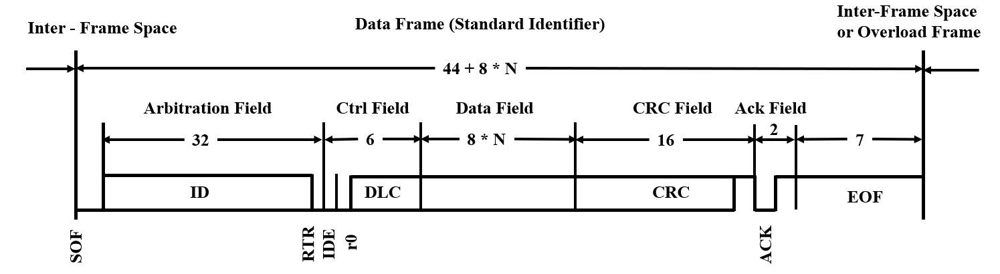 Inter - Frame Space
Data Frame (Standard Identifier)
Inter-Frame Space
or Overload Frame
44 + 8 * N
Arbitration Field
Ctrl Field
Data Field
CRC Field
Ack Field
32
6
8 * N
16
2
7
ID
DLC
CRC
EOF
SOF
RTR
IDE
r0
ACK